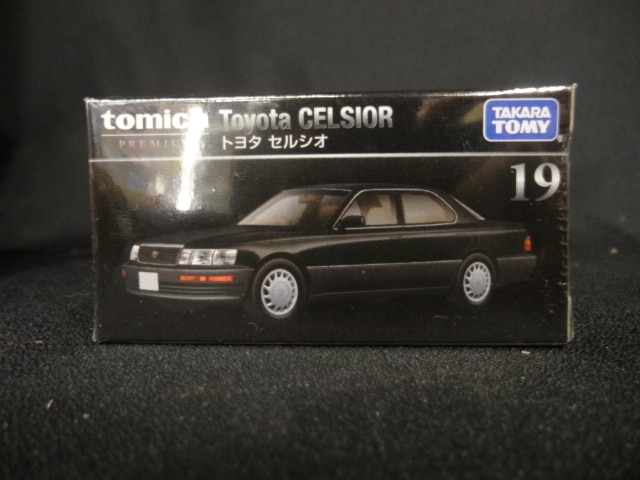 tomica Toyota CELSIOR
PREMIUM トヨタ セルシオ
TAKARA
TOMY
19